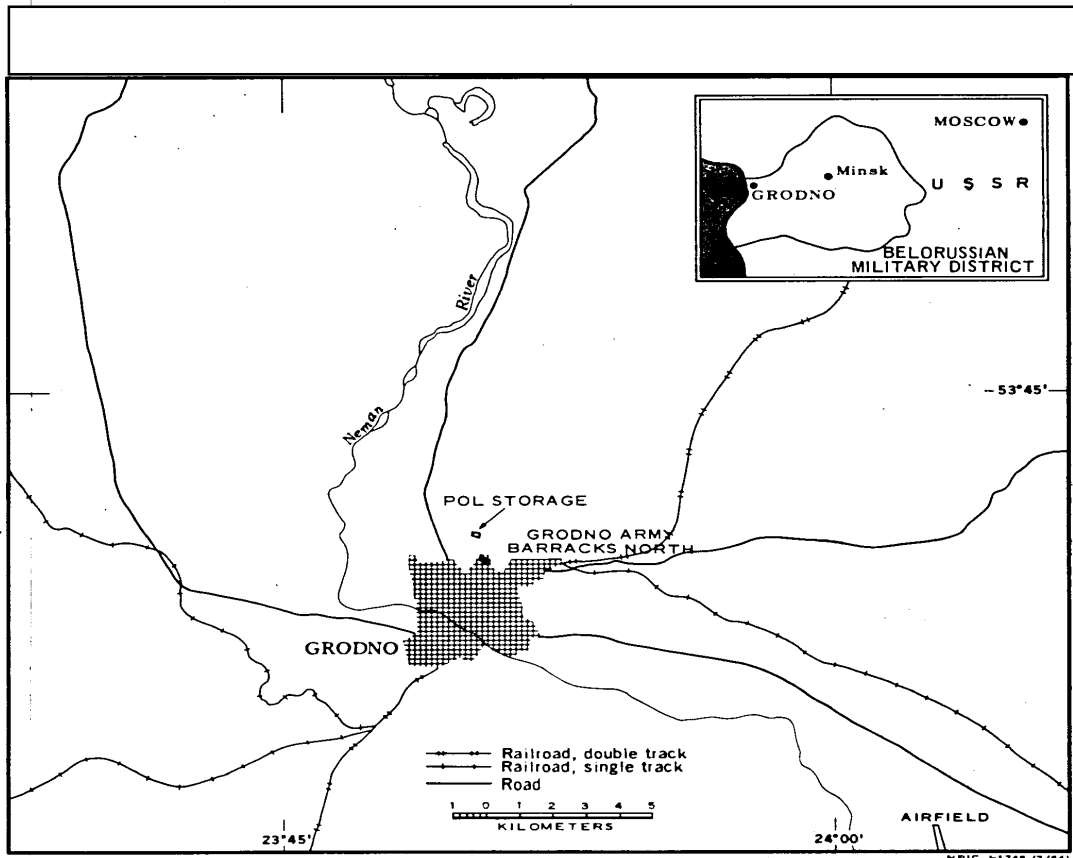 MOSCOW
Minsk
GRODNO
U S S R
BELORUSSIAN
MILITARY DISTRICT
River
53°45'
Neman
POL STORAGE
GRODNO ARMY
BARRACKS NORTH
GRODNO
Railroad, double track
Railroad, single track
Road
1 0 1 2 3 4 5
KILOMETERS
AIRFIELD
23°45'
24°00'